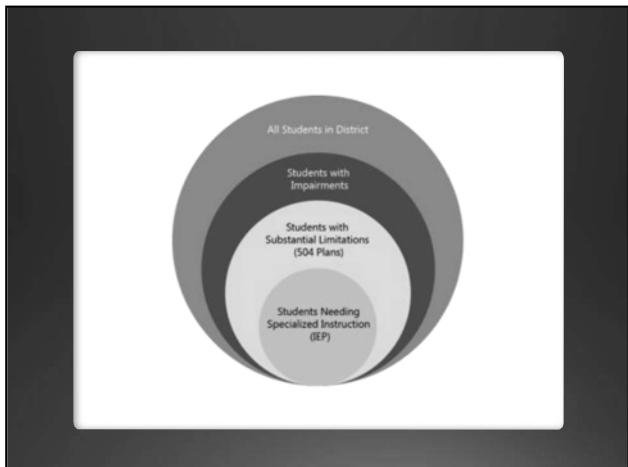 All Students in District
Students with
Impairments
Students with
Substantial Limitations
(504 Plans)
Students Needing
Specialized Instruction
(IEP)